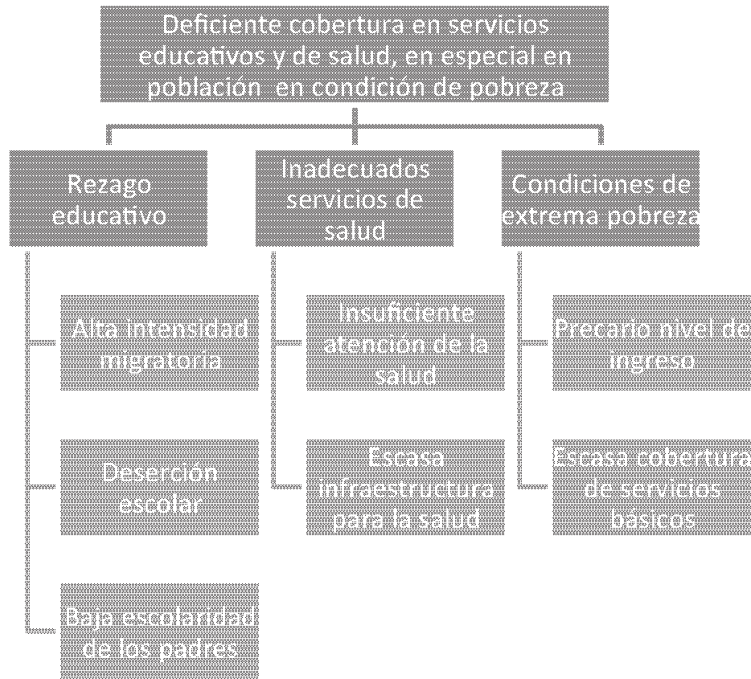 Deficiente cobertura en servicios
educativos y de salud, en especial en
población en condición de pobreza
Rezago
educativo
Inadecuados
servicios de
salud
Condiciones de
extrema pobreza
Alta intensidad
migratoria
Insuficiente
atención de la
salud
Precario nivel de
ingreso
Deserción
escolar
Escasa
infraestructura
para la salud
Escasa cobertura
de servicios
básicos
Baja escolaridad
de los padres